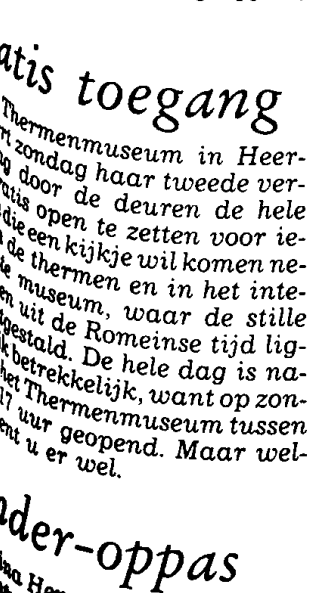 atis toegang
Thermenmuseum in Heer-
zondag haar tweede ver-
door de deuren de hele
open te zetten voor ie-
die een kijkje wil komen ne-
de thermen en in het inte-
museum, waar de stille
uit de Romeinse tijd lig-
De hele dag is na-
betrekkelijk, want op zon-
het Thermenmuseum tussen
17 uur geopend. Maar wel-
u er wel.
nder-oppas